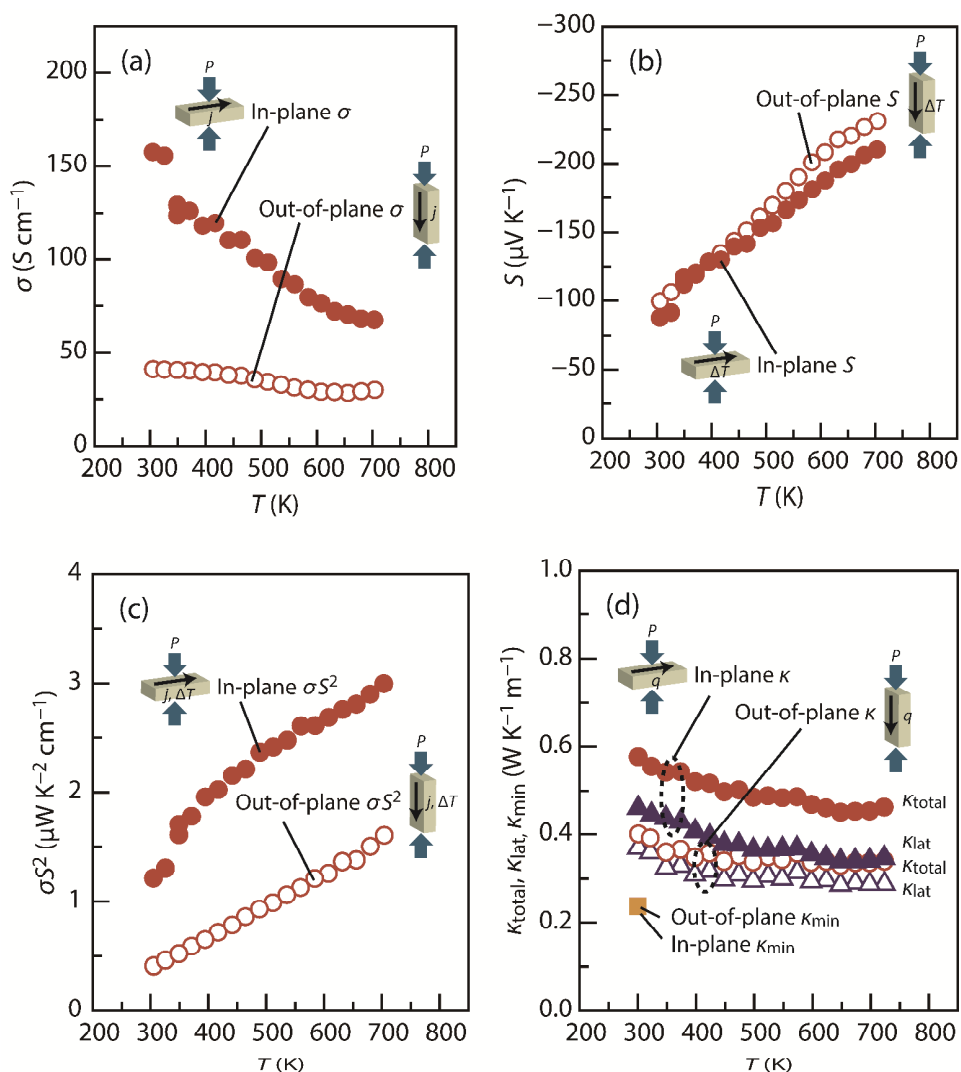 (a)
P
j
In-plane σ
Out-of-plane σ
P
j
σ (S cm⁻¹)
200
150
100
50
0
200 300 400 500 600 700 800
T (K)
(b)
P
ΔT
Out-of-plane S
In-plane S
P
ΔT
S (μV K⁻¹)
−300
−250
−200
−150
−100
−50
0
200 300 400 500 600 700 800
T (K)
(c)
P
j, ΔT
In-plane σS²
Out-of-plane σS²
P
j, ΔT
σS² (μW K⁻² cm⁻¹)
4
3
2
1
0
200 300 400 500 600 700 800
T (K)
(d)
P
q
In-plane κ
Out-of-plane κ
P
q
κtotal
κlat
κtotal
κlat
Out-of-plane κmin
In-plane κmin
κtotal, κlat, κmin (W K⁻¹ m⁻¹)
1.0
0.8
0.6
0.4
0.2
0.0
200 300 400 500 600 700 800
T (K)